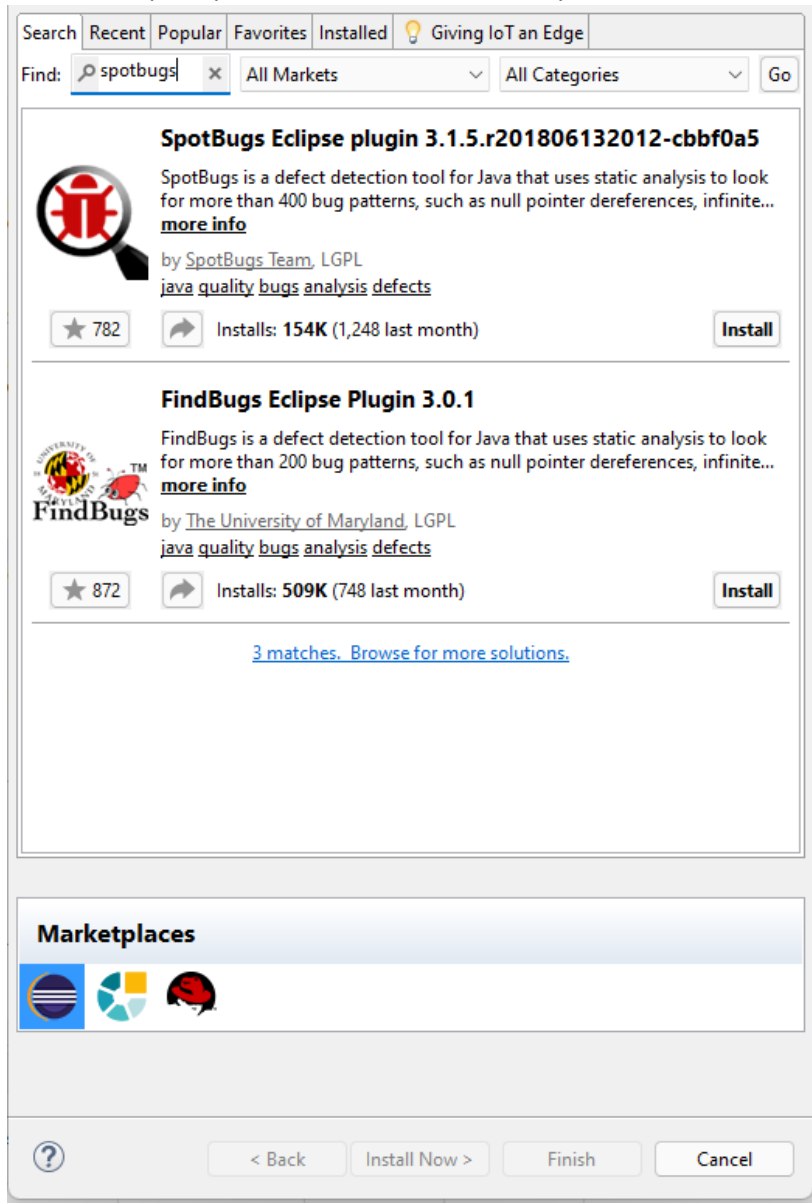 Search Recent Popular Favorites Installed Giving IoT an Edge
Find: spotbugs All Markets All Categories Go
SpotBugs Eclipse plugin 3.1.5.r201806132012-cbbf0a5
SpotBugs is a defect detection tool for Java that uses static analysis to look
for more than 400 bug patterns, such as null pointer dereferences, infinite...
more info
by SpotBugs Team, LGPL
java quality bugs analysis defects
782 Installs: 154K (1,248 last month) Install
FindBugs Eclipse Plugin 3.0.1
FindBugs is a defect detection tool for Java that uses static analysis to look
for more than 200 bug patterns, such as null pointer dereferences, infinite...
more info
UNIVERSITY OF
MARYLAND
TM
FindBugs
by The University of Maryland, LGPL
java quality bugs analysis defects
872 Installs: 509K (748 last month) Install
3 matches. Browse for more solutions.
Marketplaces
? < Back Install Now > Finish Cancel